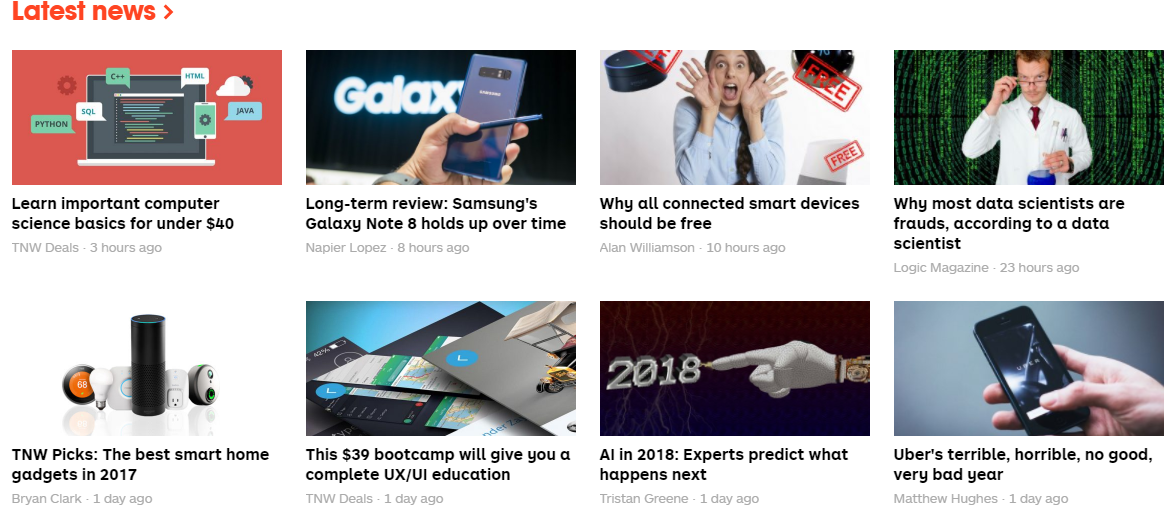 Latest news >
C++
HTML
SQL
JAVA
PYTHON
Galaxy
SAMSUNG
FREE
FREE
FREE
Learn important computer
science basics for under $40
TNW Deals · 3 hours ago
Long-term review: Samsung's
Galaxy Note 8 holds up over time
Napier Lopez · 8 hours ago
Why all connected smart devices
should be free
Alan Williamson · 10 hours ago
Why most data scientists are
frauds, according to a data
scientist
Logic Magazine · 23 hours ago
68
42%
2018
TNW Picks: The best smart home
gadgets in 2017
Bryan Clark · 1 day ago
This $39 bootcamp will give you a
complete UX/UI education
TNW Deals · 1 day ago
AI in 2018: Experts predict what
happens next
Tristan Greene · 1 day ago
Uber's terrible, horrible, no good,
very bad year
Matthew Hughes · 1 day ago